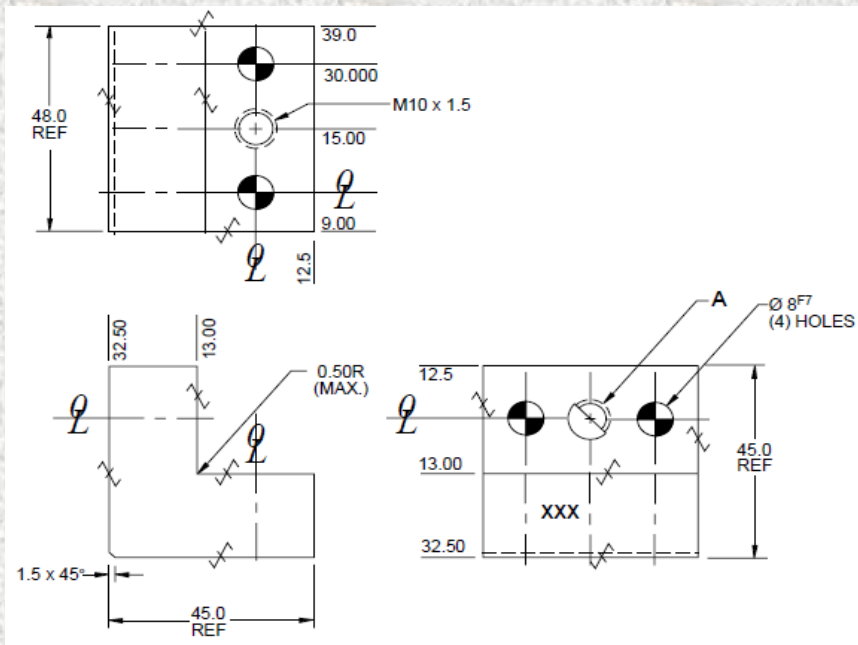 39.0
30.000
M10 x 1.5
48.0
REF
15.00
9.00
12.5
32.50
13.00
0.50R
(MAX.)
1.5 x 45°
45.0
REF
A
Ø 8F7
(4) HOLES
12.5
13.00
XXX
32.50
45.0
REF